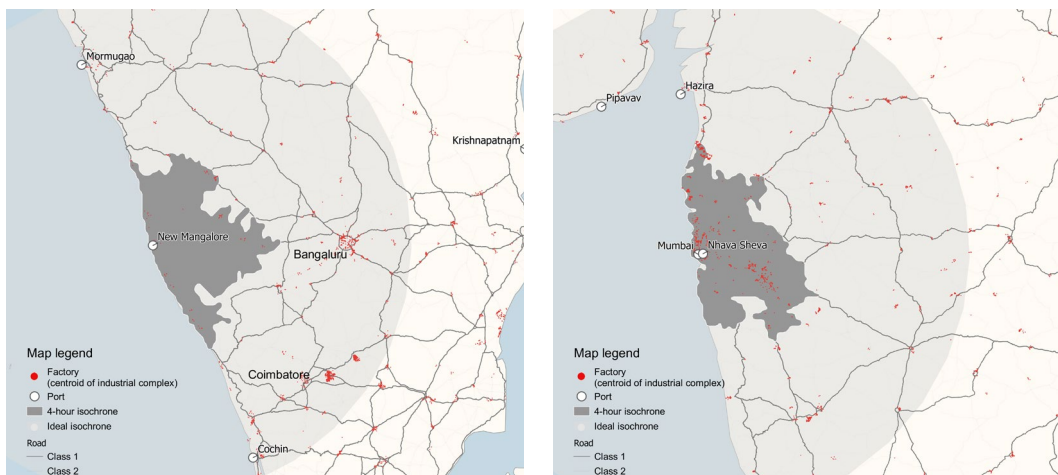 Mormugao
Krishnapatnam
New Mangalore
Bangaluru
Coimbatore
Cochin
Map legend
Factory
(centroid of industrial complex)
Port
4-hour isochrone
Ideal isochrone
Road
Class 1
Class 2
Hazira
Pipavav
Mumbai
Nhava Sheva
Map legend
Factory
(centroid of industrial complex)
Port
4-hour isochrone
Ideal isochrone
Road
Class 1
Class 2